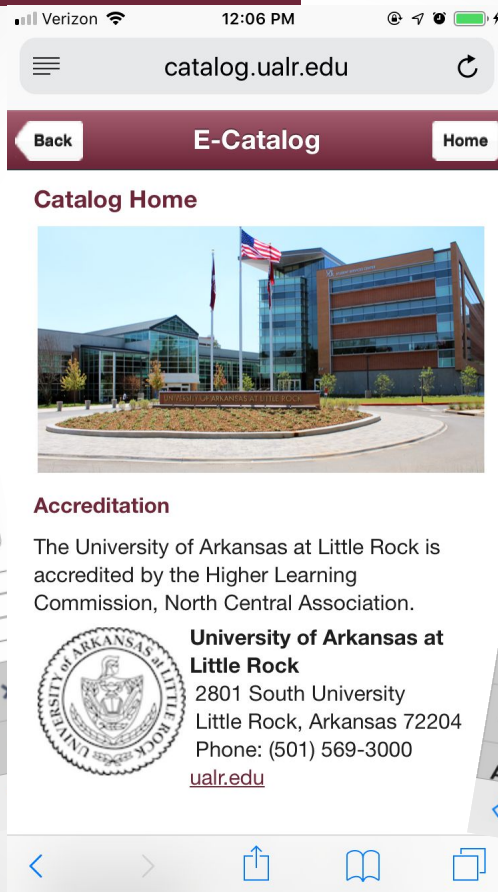 Verizon 12:06 PM
catalog.ualr.edu
Back E-Catalog Home
Catalog Home
UNIVERSITY OF ARKANSAS AT LITTLE ROCK
Accreditation
The University of Arkansas at Little Rock is
accredited by the Higher Learning
Commission, North Central Association.
UNIVERSITY of ARKANSAS at LITTLE ROCK
University of Arkansas at
Little Rock
2801 South University
Little Rock, Arkansas 72204
Phone: (501) 569-3000
ualr.edu